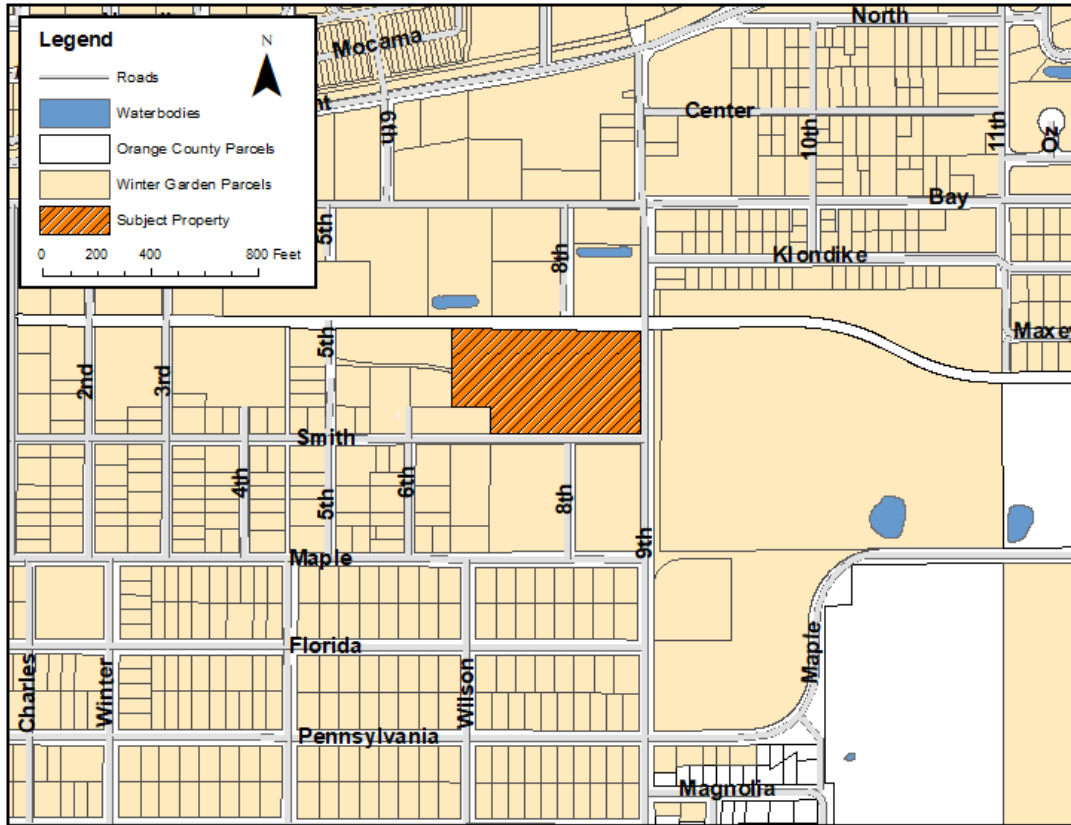 North
Legend
N
Mocama
Roads
Waterbodies
Orange County Parcels
Winter Garden Parcels
Subject Property
0 200 400 800 Feet
nt
6th
Center
10th
11th
Oz
Bay
5th
8th
Klondike
Maxey
2nd
3rd
5th
Smith
4th
5th
6th
8th
9th
Maple
Florida
Maple
Charles
Winter
Wilson
Pennsylvania
Magnolia